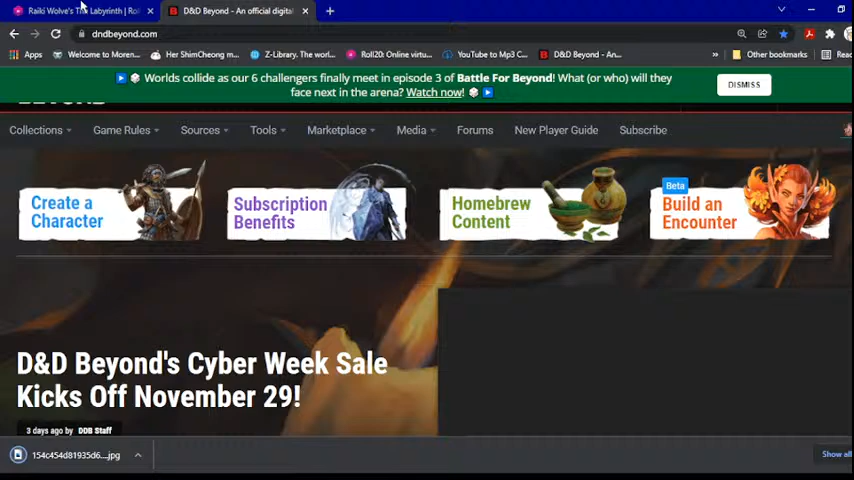 Raiki Wolve's The Labyrinth | Rol
D&D Beyond - An official digital
dndbeyond.com
Apps
Welcome to Moren...
Her ShimCheong m...
Z-Library. The worl...
Roll20: Online virtu...
YouTube to Mp3 C...
D&D Beyond - An...
»
Other bookmarks
Read
Worlds collide as our 6 challengers finally meet in episode 3 of Battle For Beyond! What (or who) will they
face next in the arena? Watch now!
DISMISS
BEYOND
Collections
Game Rules
Sources
Tools
Marketplace
Media
Forums
New Player Guide
Subscribe
Create a
Character
Subscription
Benefits
Homebrew
Content
Beta
Build an
Encounter
D&D Beyond's Cyber Week Sale
Kicks Off November 29!
3 days ago by DDB Staff
154c454d81935d6....jpg
Show all